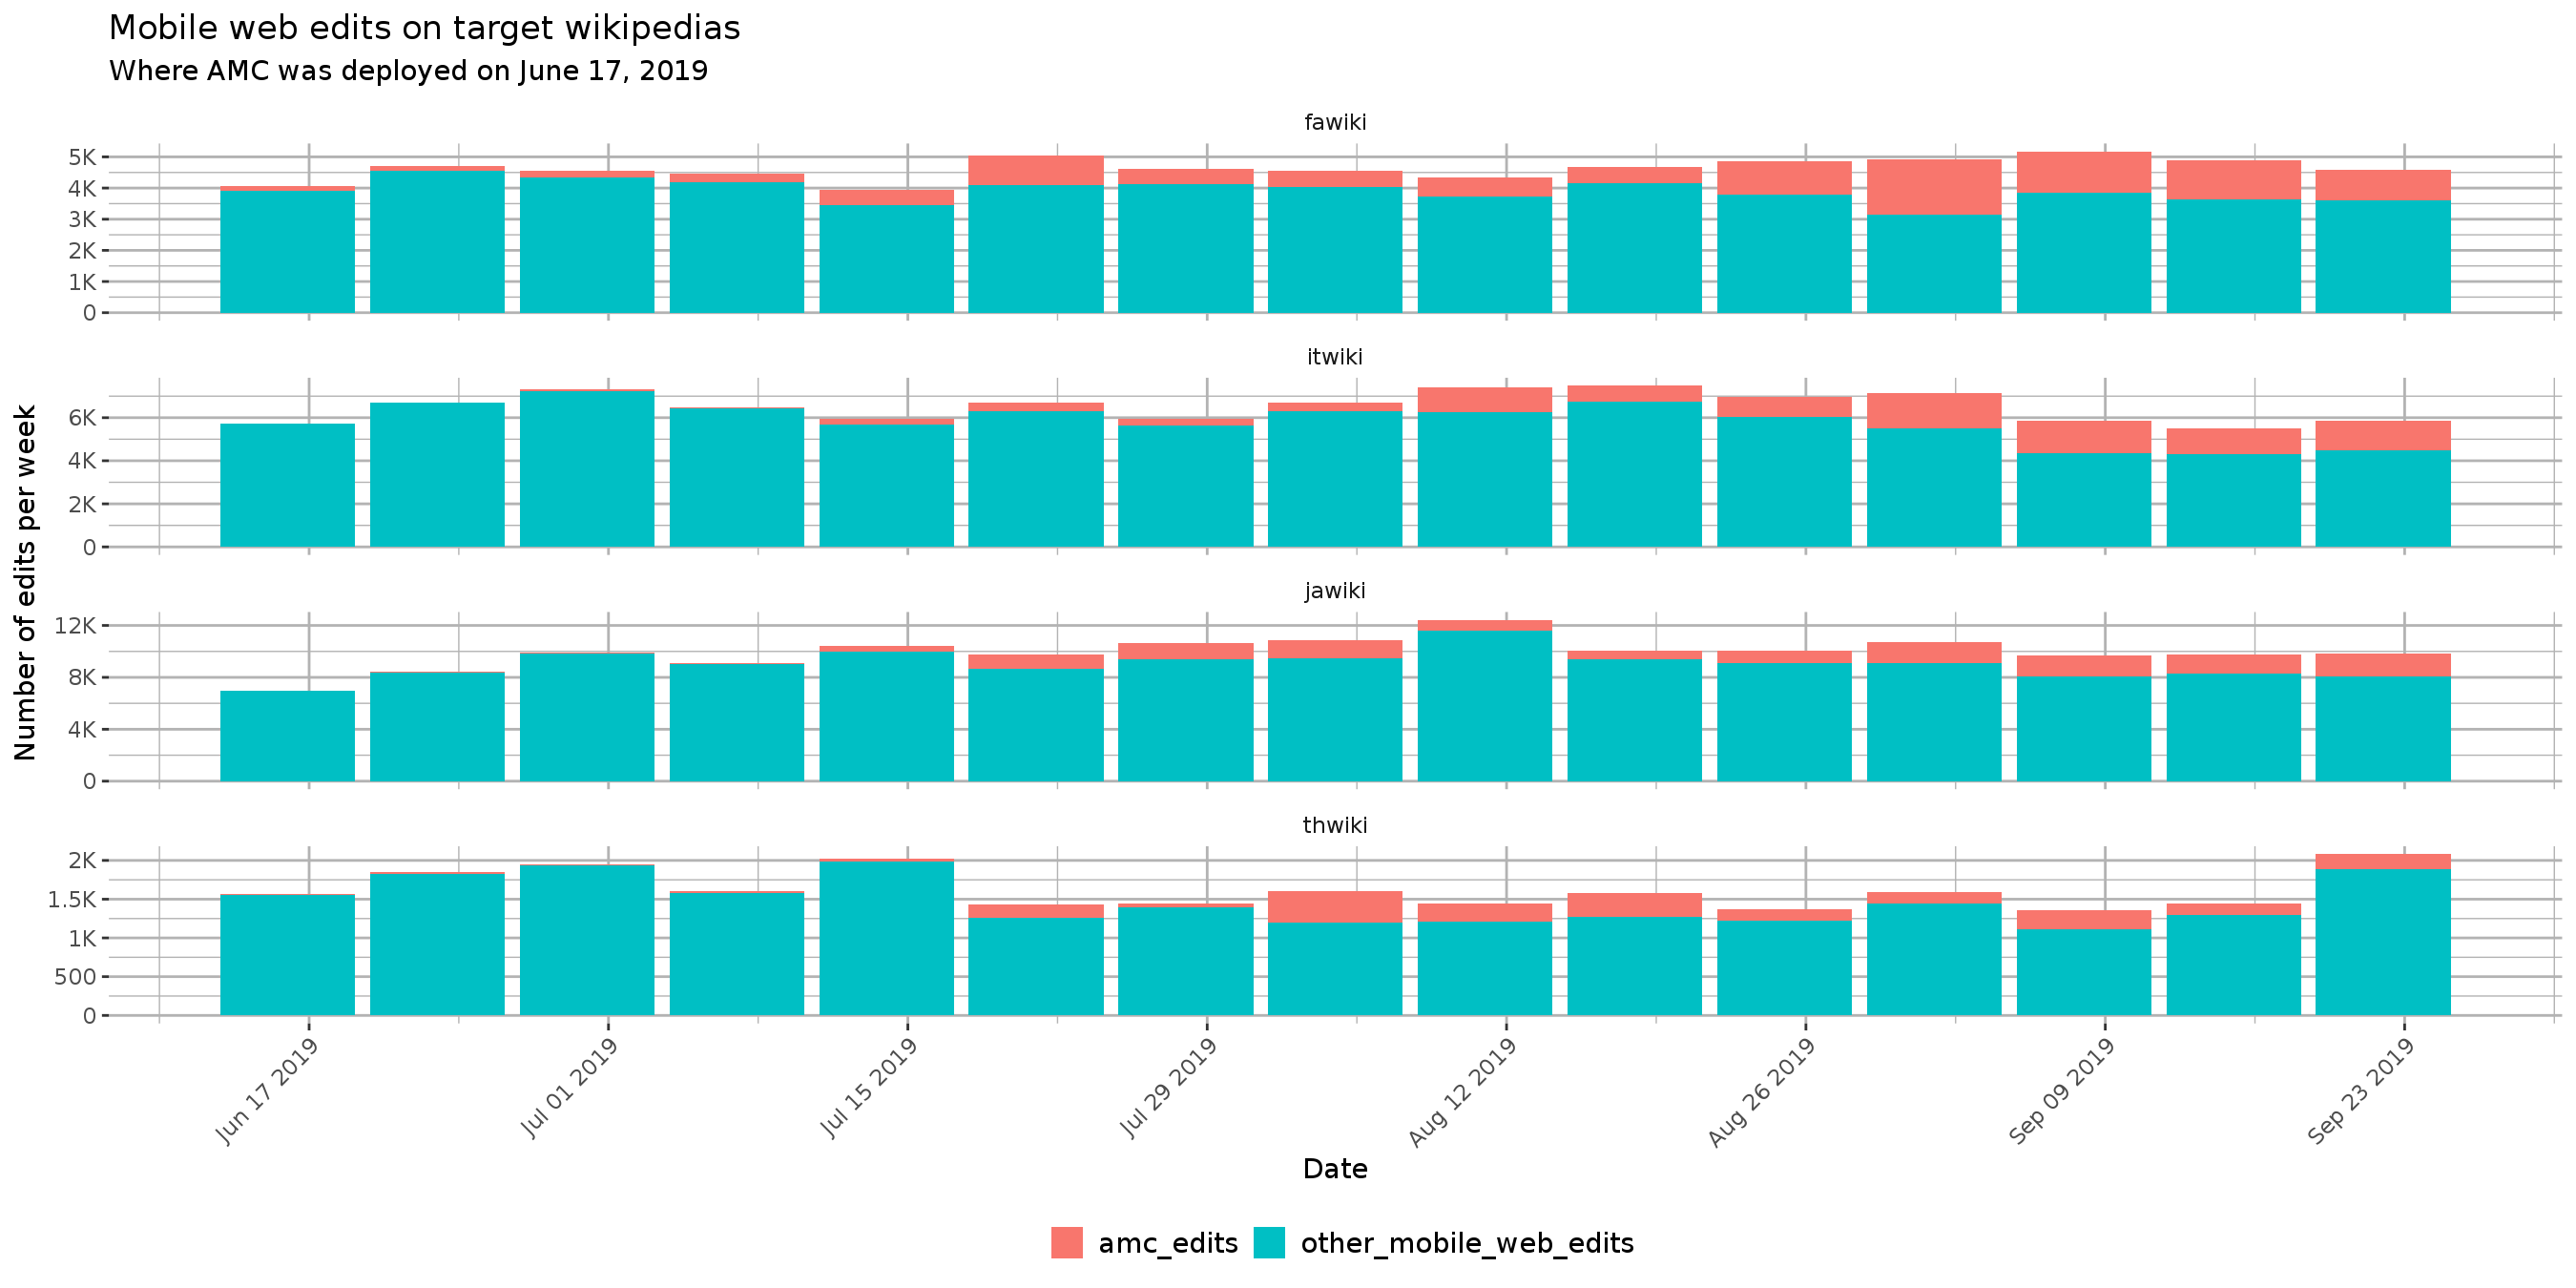 Mobile web edits on target wikipedias
Where AMC was deployed on June 17, 2019
fawiki
5K
4K
3K
2K
1K
0
itwiki
6K
4K
2K
0
jawiki
12K
8K
4K
0
thwiki
2K
1.5K
1K
500
0
Number of edits per week
Jun 17 2019
Jul 01 2019
Jul 15 2019
Jul 29 2019
Aug 12 2019
Aug 26 2019
Sep 09 2019
Sep 23 2019
Date
amc_edits
other_mobile_web_edits